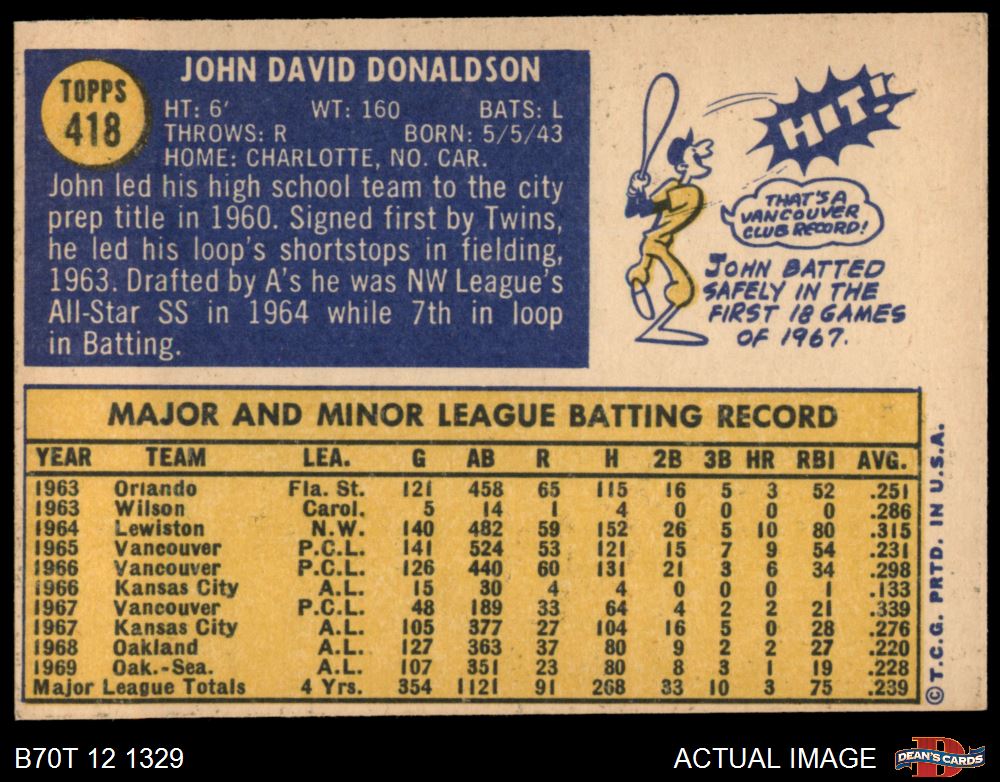 TOPPS
418
JOHN DAVID DONALDSON
HT: 6' WT: 160 BATS: L
THROWS: R BORN: 5/5/43
HOME: CHARLOTTE, NO. CAR.
John led his high school team to the city
prep title in 1960. Signed first by Twins,
he led his loop's shortstops in fielding,
1963. Drafted by A's he was NW League's
All-Star SS in 1964 while 7th in loop
in Batting.
HIT!
THAT'S A
VANCOUVER
CLUB RECORD!
JOHN BATTED
SAFELY IN THE
FIRST 18 GAMES
OF 1967.
MAJOR AND MINOR LEAGUE BATTING RECORD
YEAR TEAM LEA. G AB R H 2B 3B HR RBI AVG.
1963 Orlando Fla. St. 121 458 65 115 16 5 3 52 .251
1963 Wilson Carol. 5 14 1 4 0 0 0 0 .286
1964 Lewiston N.W. 140 482 59 152 26 5 10 80 .315
1965 Vancouver P.C.L. 141 524 53 121 15 7 9 54 .231
1966 Vancouver P.C.L. 126 440 60 131 21 3 6 34 .298
1966 Kansas City A.L. 15 30 4 4 0 0 0 1 .133
1967 Vancouver P.C.L. 48 189 33 64 4 2 2 21 .339
1967 Kansas City A.L. 105 377 27 104 16 5 0 28 .276
1968 Oakland A.L. 127 363 37 80 9 2 2 27 .220
1969 Oak.-Sea. A.L. 107 351 23 80 8 3 1 19 .228
Major League Totals 4 Yrs. 354 1121 91 268 33 10 3 75 .239
© T.C.G. PRTD. IN U.S.A.
B70T 12 1329
ACTUAL IMAGE
DEAN'S CARDS